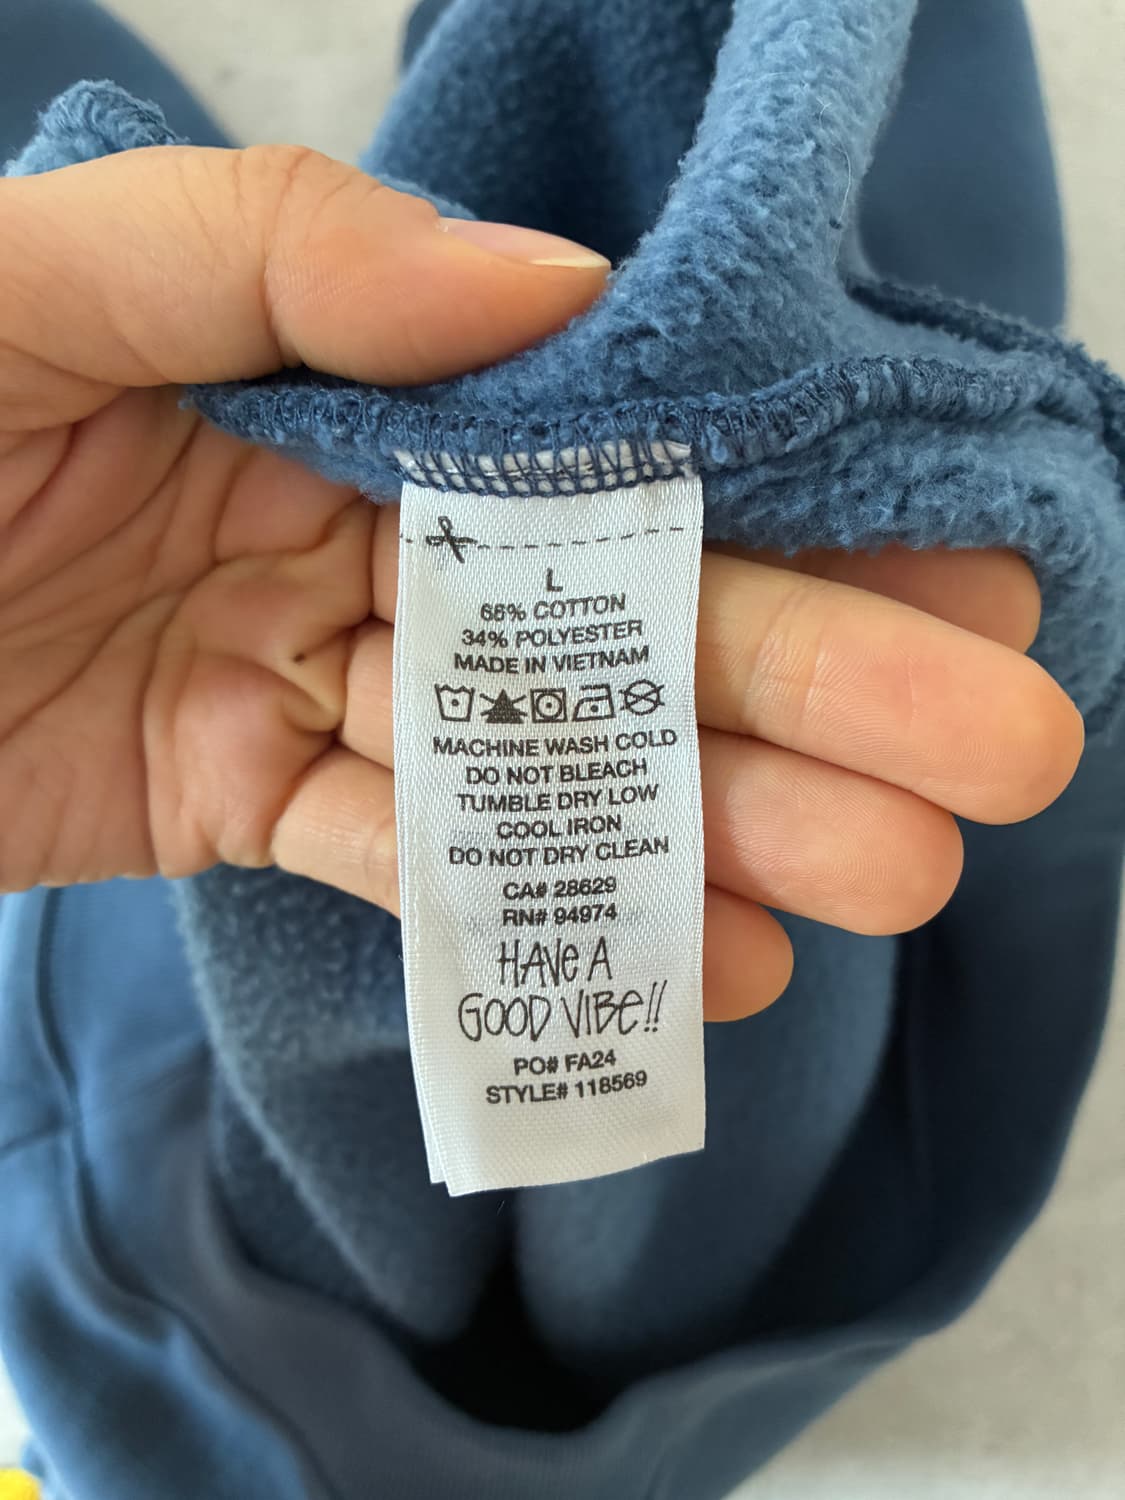 L
66% COTTON
34% POLYESTER
MADE IN VIETNAM
MACHINE WASH COLD
DO NOT BLEACH
TUMBLE DRY LOW
COOL IRON
DO NOT DRY CLEAN
CA# 28629
RN# 94974
HAVe A
GOOD VIBe!!
PO# FA24
STYLE# 118569